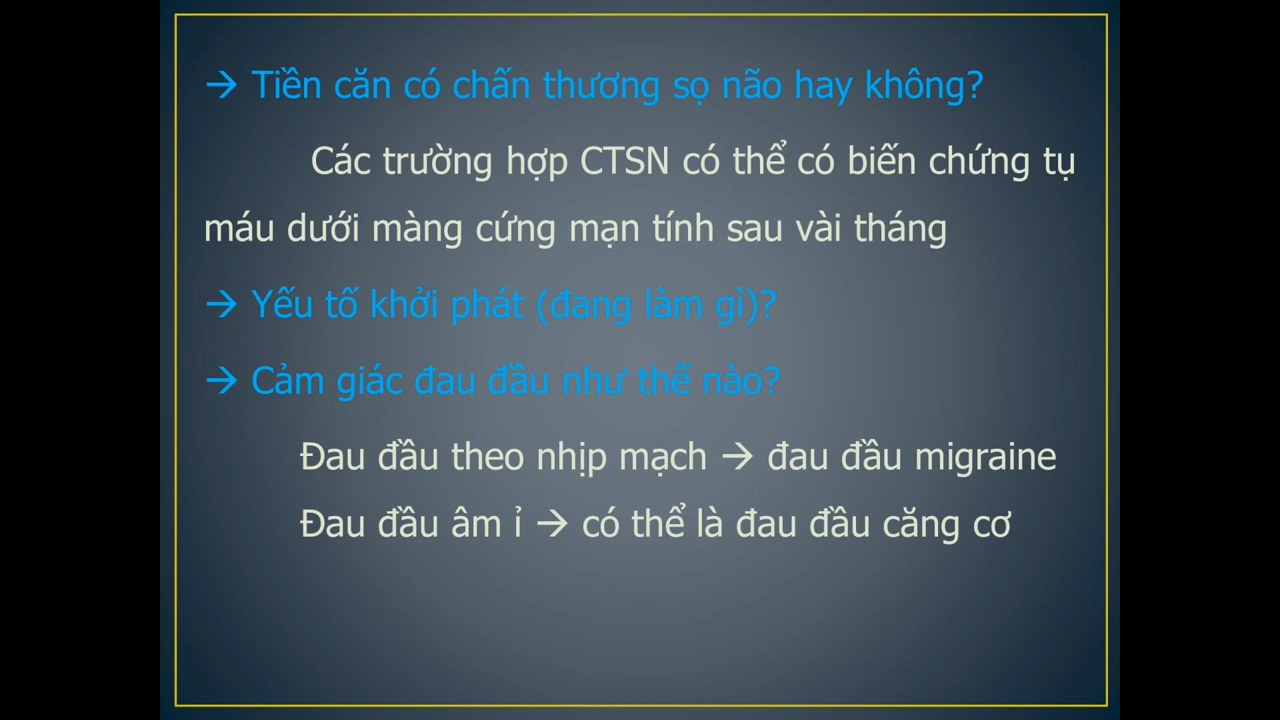 → Tiền căn có chấn thương sọ não hay không?
Các trường hợp CTSN có thể có biến chứng tụ
máu dưới màng cứng mạn tính sau vài tháng
→ Yếu tố khởi phát (đang làm gì)?
→ Cảm giác đau đầu như thế nào?
Đau đầu theo nhịp mạch → đau đầu migraine
Đau đầu âm ỉ → có thể là đau đầu căng cơ